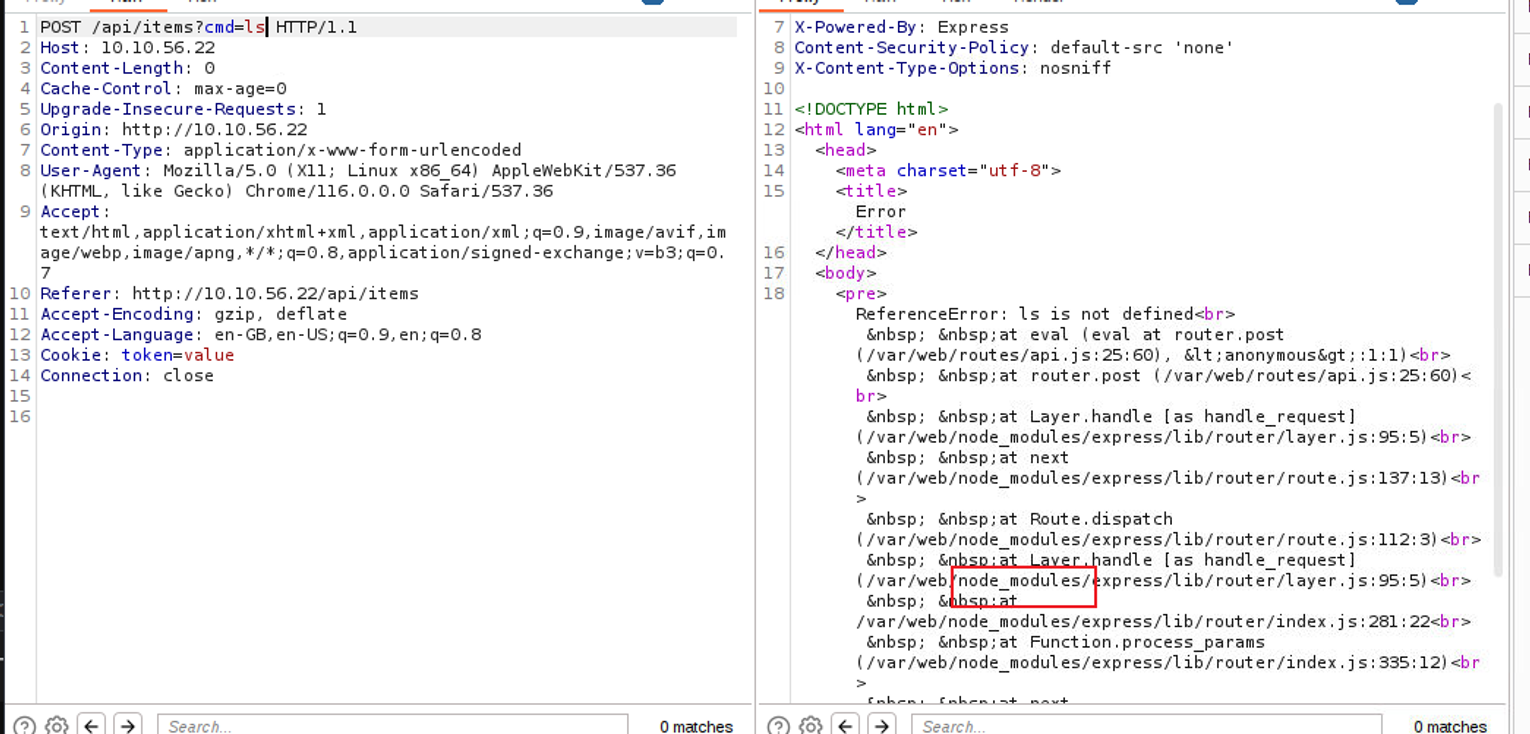 1 POST /api/items?cmd=ls HTTP/1.1
2 Host: 10.10.56.22
3 Content-Length: 0
4 Cache-Control: max-age=0
5 Upgrade-Insecure-Requests: 1
6 Origin: http://10.10.56.22
7 Content-Type: application/x-www-form-urlencoded
8 User-Agent: Mozilla/5.0 (X11; Linux x86_64) AppleWebKit/537.36
(KHTML, like Gecko) Chrome/116.0.0.0 Safari/537.36
9 Accept:
text/html,application/xhtml+xml,application/xml;q=0.9,image/avif,im
age/webp,image/apng,*/*;q=0.8,application/signed-exchange;v=b3;q=0.
7
10 Referer: http://10.10.56.22/api/items
11 Accept-Encoding: gzip, deflate
12 Accept-Language: en-GB,en-US;q=0.9,en;q=0.8
13 Cookie: token=value
14 Connection: close
15
16
Search...
0 matches
7 X-Powered-By: Express
8 Content-Security-Policy: default-src 'none'
9 X-Content-Type-Options: nosniff
10
11 <!DOCTYPE html>
12 <html lang="en">
13 <head>
14 <meta charset="utf-8">
15 <title>
Error
</title>
16 </head>
17 <body>
18 <pre>
ReferenceError: ls is not defined<br>
&nbsp; &nbsp;at eval (eval at router.post
(/var/web/routes/api.js:25:60), &lt;anonymous&gt;:1:1)<br>
&nbsp; &nbsp;at router.post (/var/web/routes/api.js:25:60)<
br>
&nbsp; &nbsp;at Layer.handle [as handle_request]
(/var/web/node_modules/express/lib/router/layer.js:95:5)<br>
&nbsp; &nbsp;at next
(/var/web/node_modules/express/lib/router/route.js:137:13)<br
>
&nbsp; &nbsp;at Route.dispatch
(/var/web/node_modules/express/lib/router/route.js:112:3)<br>
&nbsp; &nbsp;at Layer.handle [as handle_request]
(/var/web/node_modules/express/lib/router/layer.js:95:5)<br>
&nbsp; &nbsp;at
/var/web/node_modules/express/lib/router/index.js:281:22<br>
&nbsp; &nbsp;at Function.process_params
(/var/web/node_modules/express/lib/router/index.js:335:12)<br
>
&nbsp; &nbsp;at next
Search...
0 matches